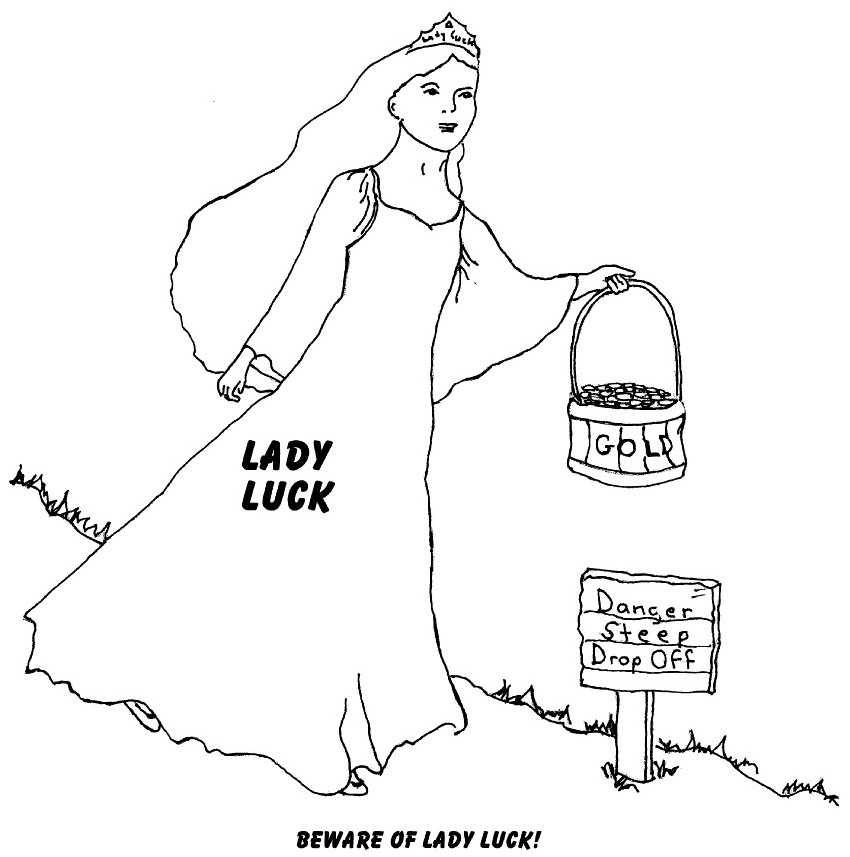 Lady Luck
LADY
LUCK
GOLD
Danger
Steep
Drop Off
BEWARE OF LADY LUCK!